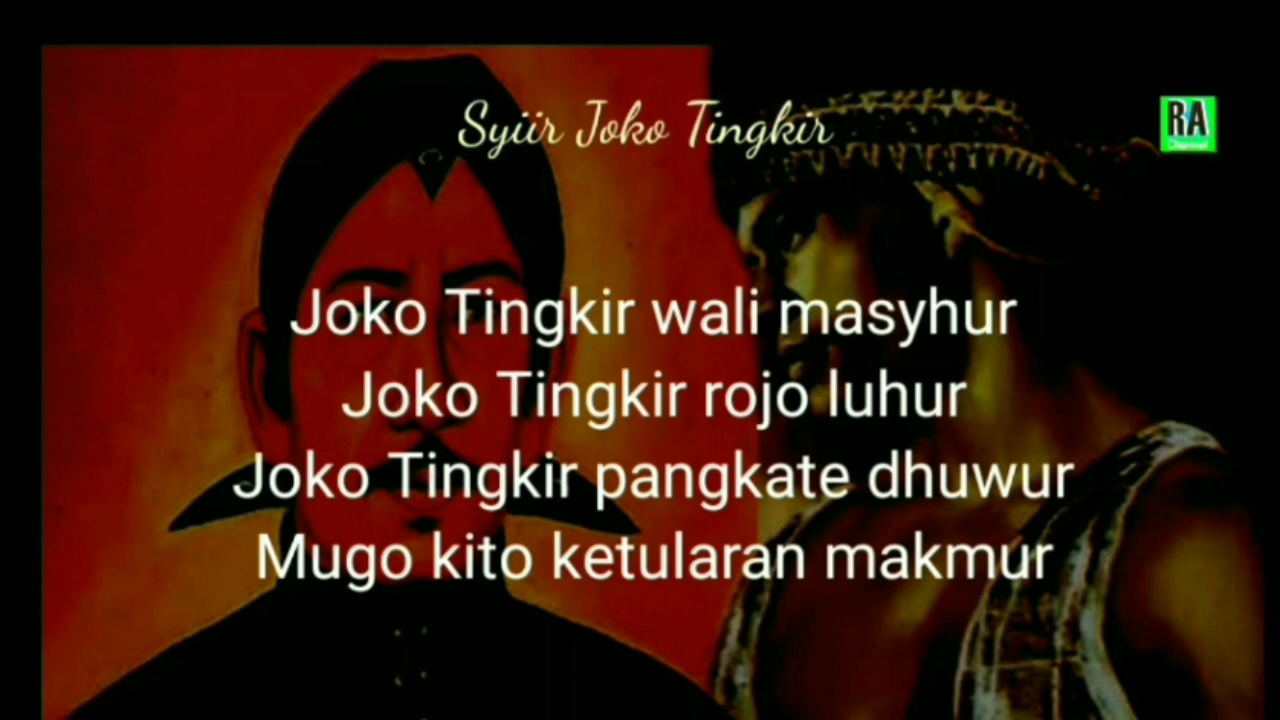 Syiir Joko Tingkir
RA
Channel
Joko Tingkir wali masyhur
Joko Tingkir rojo luhur
Joko Tingkir pangkate dhuwur
Mugo kito ketularan makmur